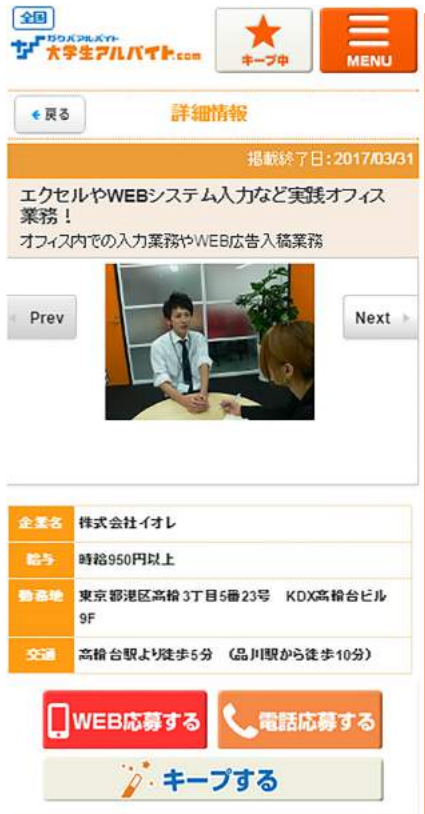 全国
ガクバアルバイト
大学生アルバイト.com
キープ中
MENU
戻る
詳細情報
掲載終了日:2017/03/31
エクセルやWEBシステム入力など実践オフィス
業務！
オフィス内での入力業務やWEB広告入稿業務
Prev
Next
企業名 株式会社イオレ
給与 時給950円以上
勤務地 東京都港区高輪3丁目5番23号 KDX高輪台ビル
9F
交通 高輪台駅より徒歩5分 （品川駅から徒歩10分）
WEB応募する
電話応募する
キープする